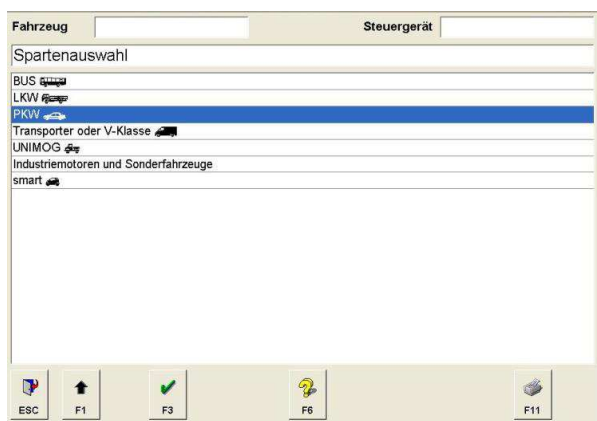 Fahrzeug Steuergerät
Spartenauswahl
BUS
LKW
PKW
Transporter oder V-Klasse
UNIMOG
Industriemotoren und Sonderfahrzeuge
smart
ESC F1 F3 F6 F11